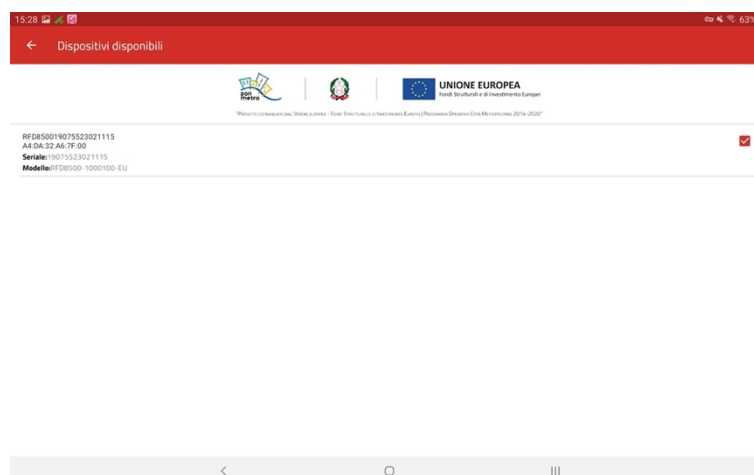 15:28
63%
Dispositivi disponibili
pon
metro
UNIONE EUROPEA
Fondi Strutturali e di Investimento Europei
"Progetto cofinanziato dall'Unione europea - Fondi Strutturali e di Investimento Europei | Programma Operativo Città Metropolitane 2014-2020"
RFD850019075523021115
A4:DA:32:A6:7F:00
Seriale:19075523021115
Modello:RFD8500-1000100-EU